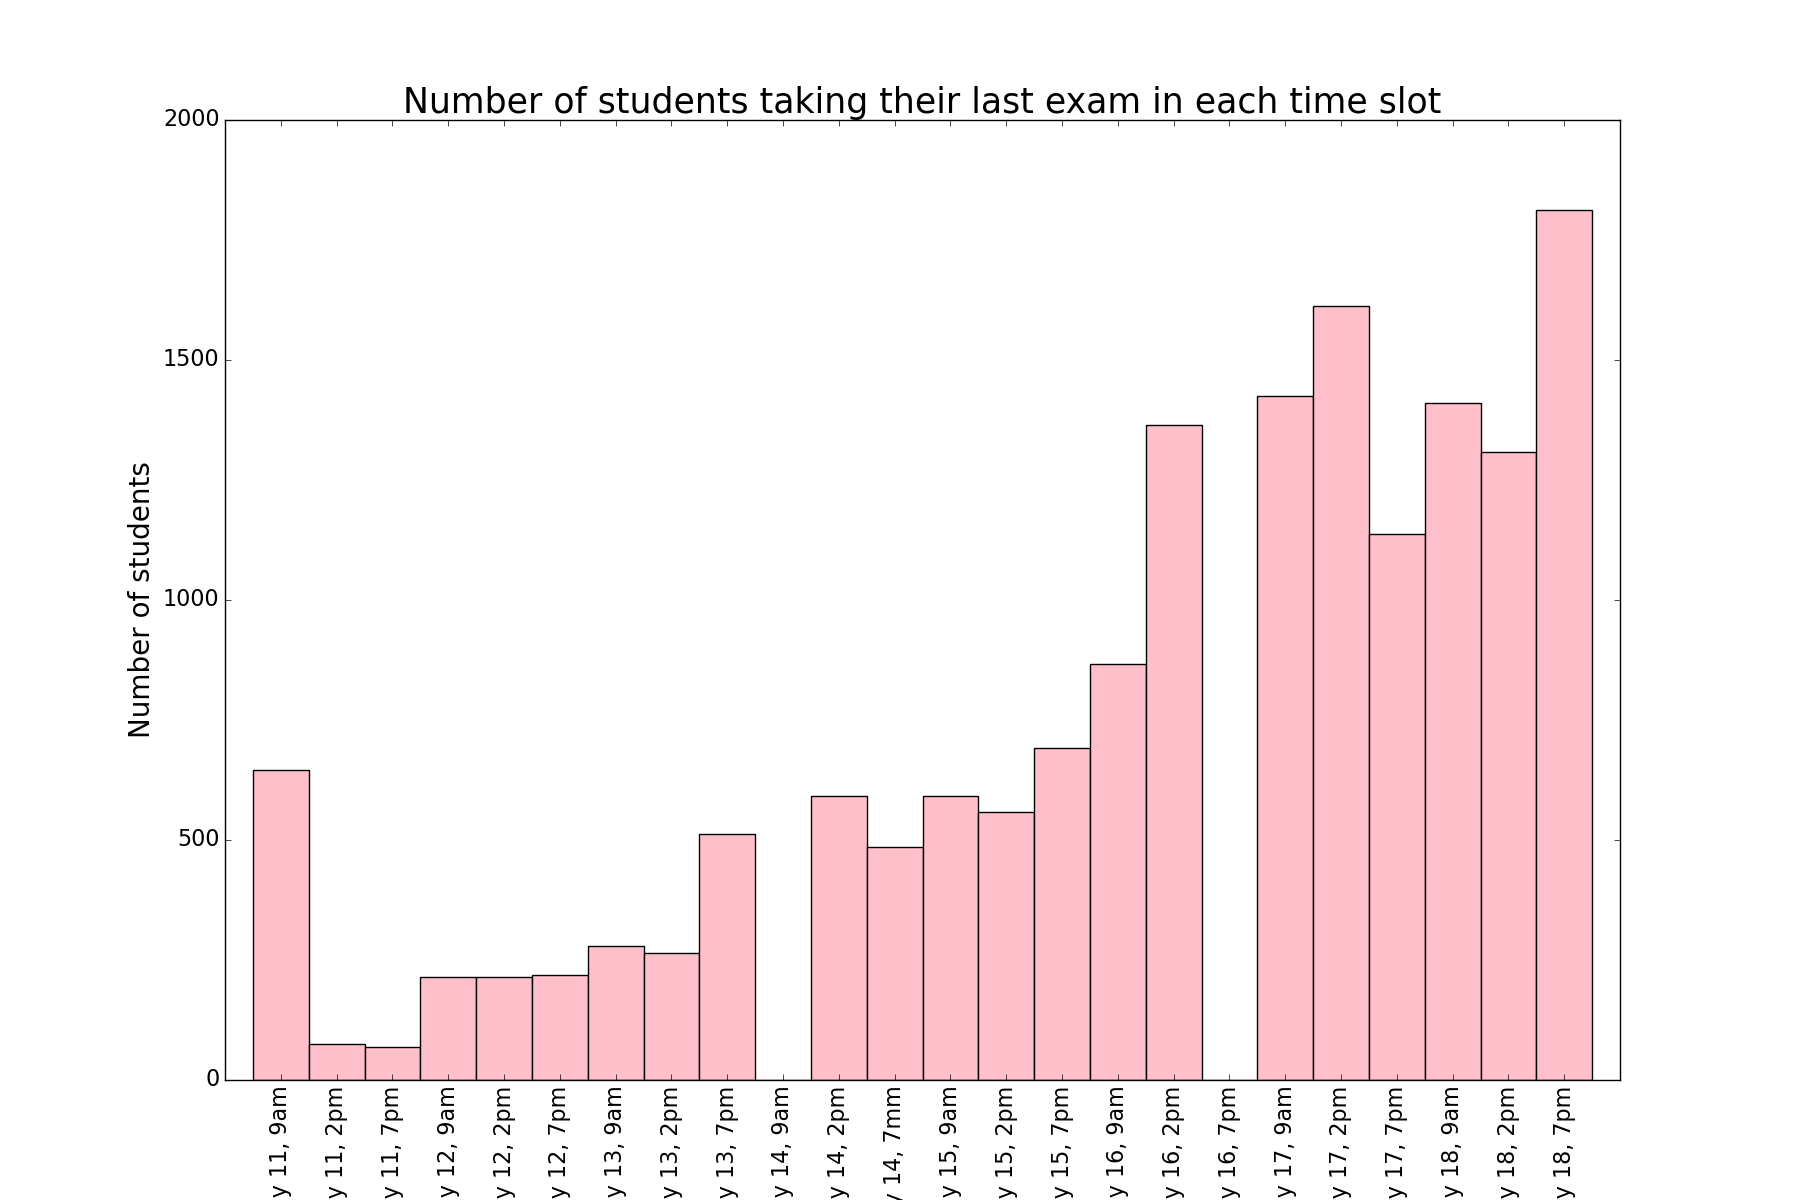 Number of students taking their last exam in each time slot
Number of students
2000
1500
1000
500
0
y 11, 9am
y 11, 2pm
y 11, 7pm
y 12, 9am
y 12, 2pm
y 12, 7pm
y 13, 9am
y 13, 2pm
y 13, 7pm
y 14, 9am
y 14, 2pm
y 14, 7mm
y 15, 9am
y 15, 2pm
y 15, 7pm
y 16, 9am
y 16, 2pm
y 16, 7pm
y 17, 9am
y 17, 2pm
y 17, 7pm
y 18, 9am
y 18, 2pm
y 18, 7pm